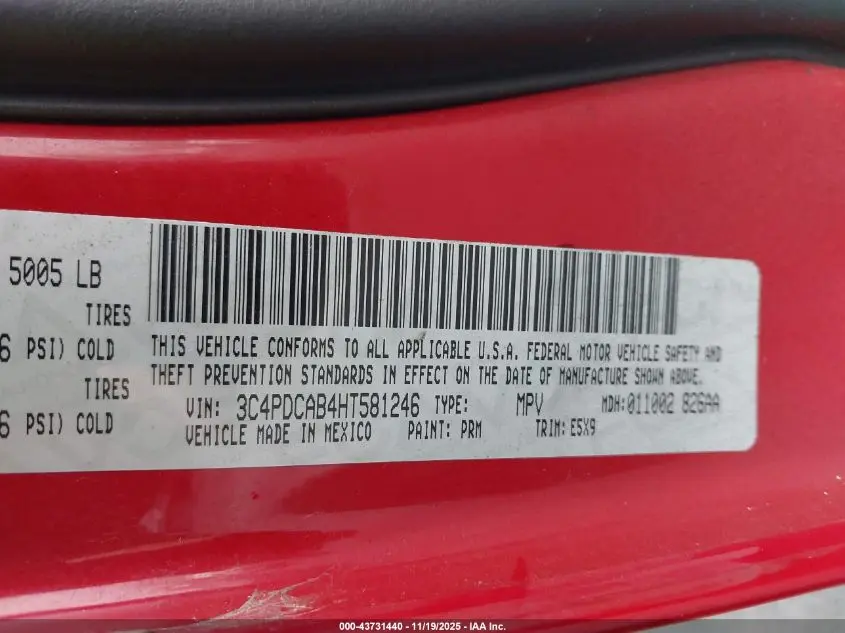 5005 LB
TIRES
6 PSI) COLD
TIRES
6 PSI) COLD
THIS VEHICLE CONFORMS TO ALL APPLICABLE U.S.A. FEDERAL MOTOR VEHICLE SAFETY AND
THEFT PREVENTION STANDARDS IN EFFECT ON THE DATE OF MANUFACTURE SHOWN ABOVE.
VIN: 3C4PDCAB4HT581246 TYPE: MPV MDH:011002 826AA
VEHICLE MADE IN MEXICO PAINT: PRM TRIM: E5X9
000-43731440 - 11/19/2025 - IAA Inc.